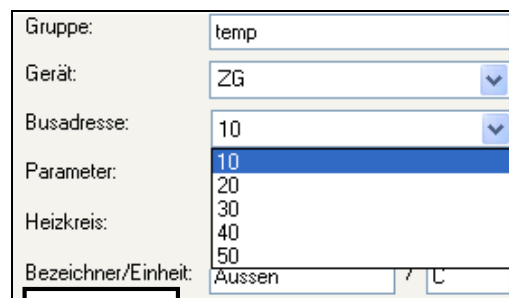 Gruppe: temp
Gerät: ZG
Busadresse: 10
10
Parameter:
20
30
Heizkreis:
40
50
Bezeichner/Einheit: Aussen / C